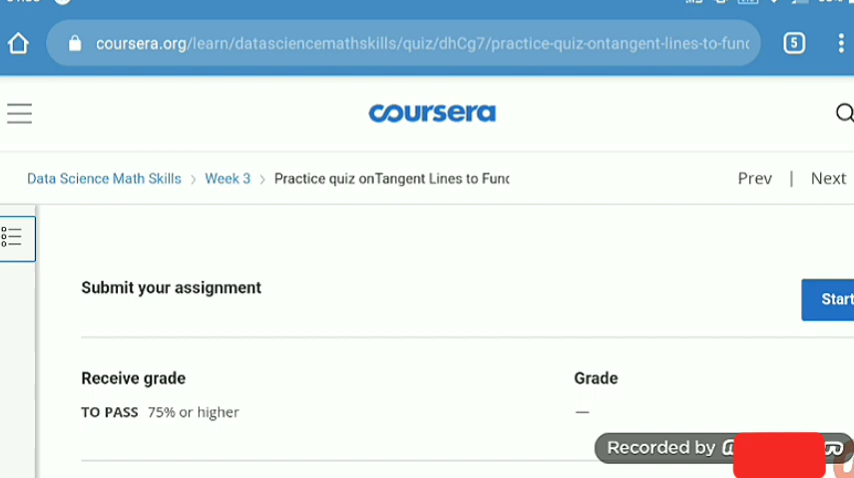 5
coursera.org/learn/datasciencemathskills/quiz/dhCg7/practice-quiz-ontangent-lines-to-func
coursera
Data Science Math Skills > Week 3 > Practice quiz onTangent Lines to Func
Prev | Next
Submit your assignment
Start
Receive grade
Grade
TO PASS 75% or higher
—
Recorded by